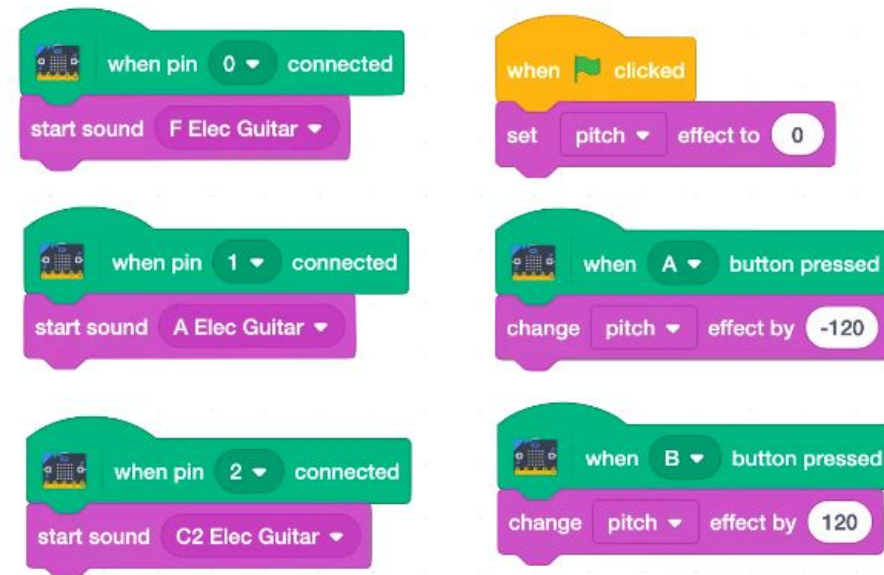 when pin 0 connected
start sound F Elec Guitar
when pin 1 connected
start sound A Elec Guitar
when pin 2 connected
start sound C2 Elec Guitar
when clicked
set pitch effect to 0
when A button pressed
change pitch effect by -120
when B button pressed
change pitch effect by 120